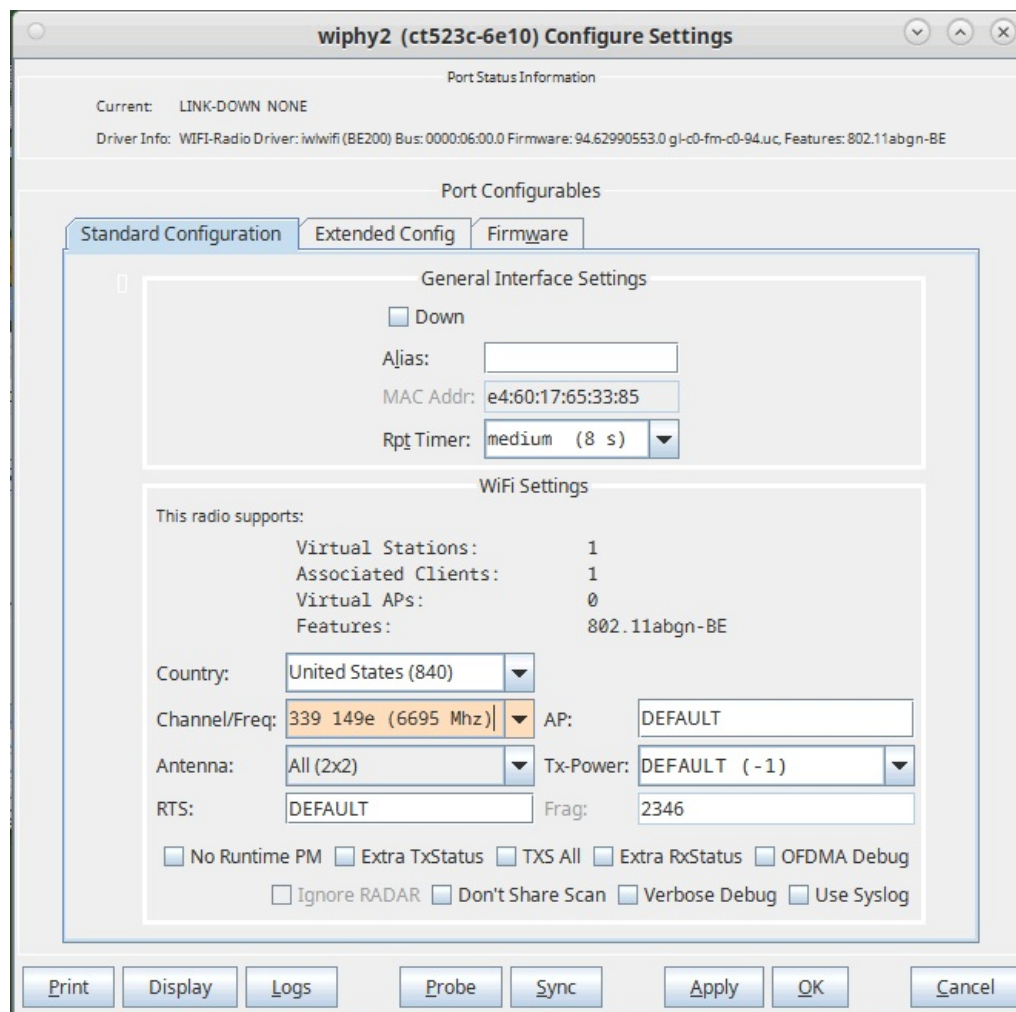 wiphy2 (ct523c-6e10) Configure Settings
Port Status Information
Current: LINK-DOWN NONE
Driver Info: WIFI-Radio Driver: iwlwifi (BE200) Bus: 0000:06:00.0 Firmware: 94.62990553.0 gl-c0-fm-c0-94.uc, Features: 802.11abgn-BE
Port Configurables
Standard Configuration Extended Config Firmware
General Interface Settings
Down
Alias:
MAC Addr: e4:60:17:65:33:85
Rpt Timer: medium (8 s)
WiFi Settings
This radio supports:
Virtual Stations: 1
Associated Clients: 1
Virtual APs: 0
Features: 802.11abgn-BE
Country: United States (840)
Channel/Freq: 339 149e (6695 Mhz) AP: DEFAULT
Antenna: All (2x2) Tx-Power: DEFAULT (-1)
RTS: DEFAULT Frag: 2346
No Runtime PM Extra TxStatus TXS All Extra RxStatus OFDMA Debug
Ignore RADAR Don't Share Scan Verbose Debug Use Syslog
Print Display Logs Probe Sync Apply OK Cancel